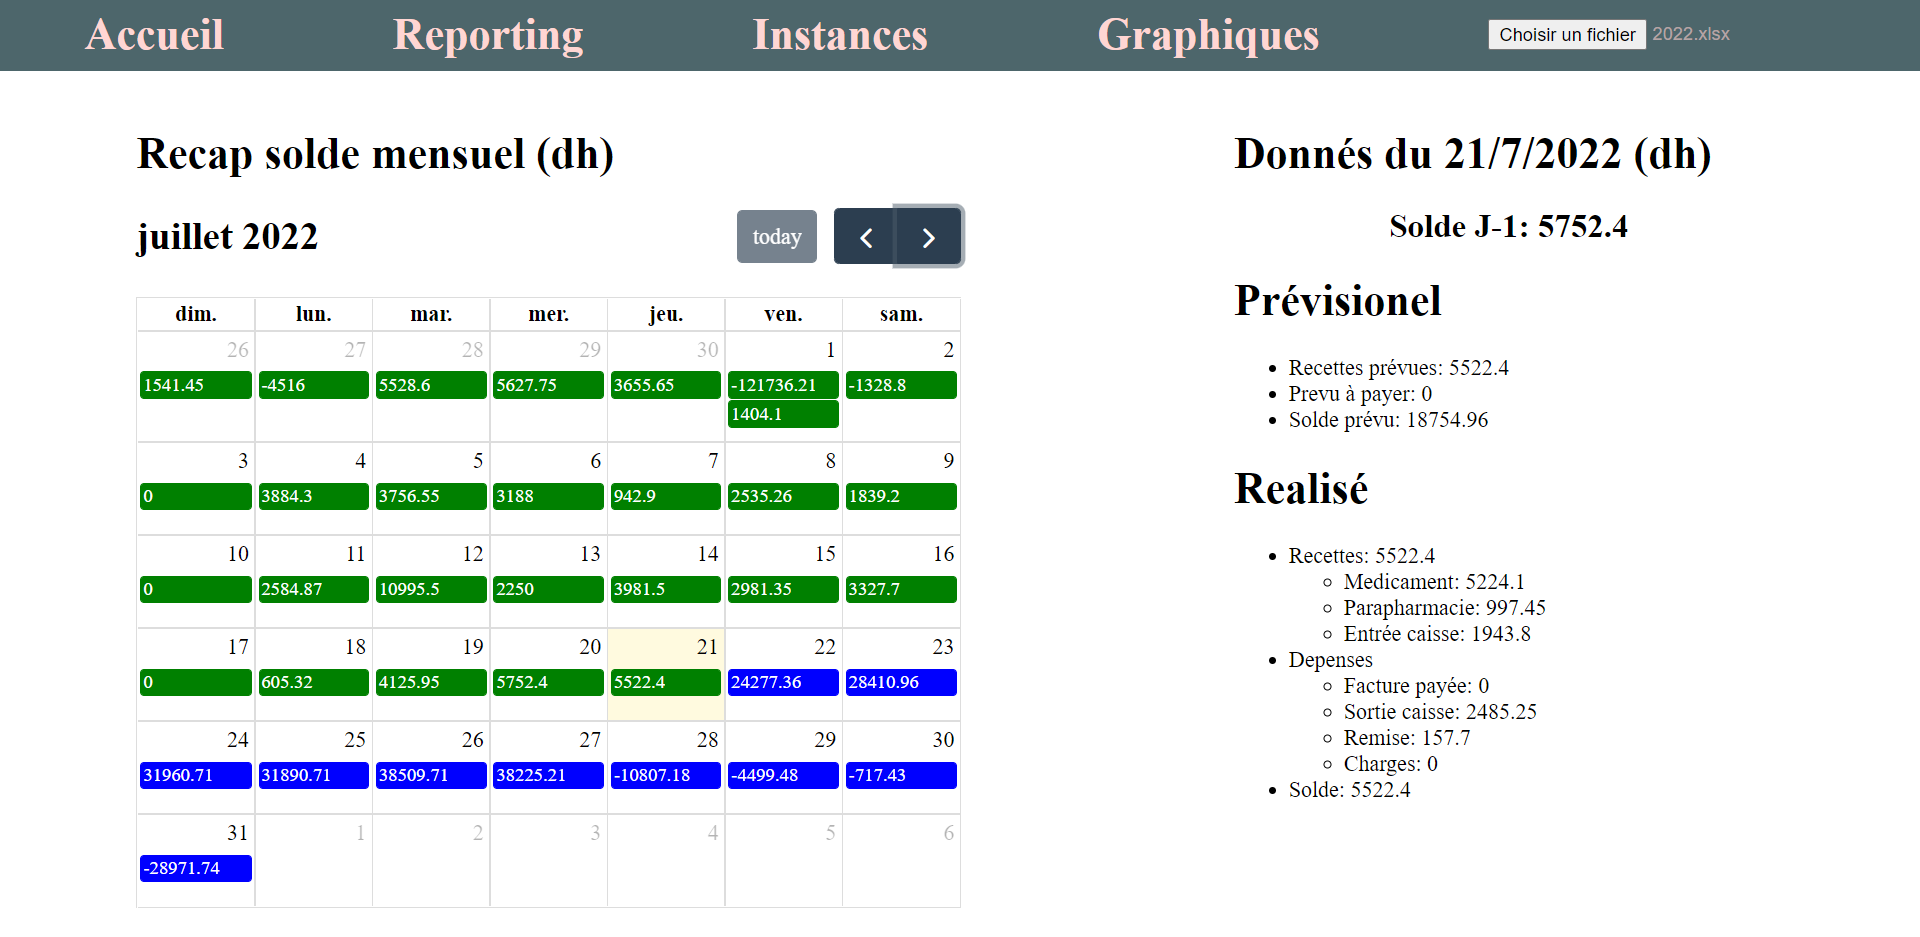 Accueil Reporting Instances Graphiques Choisir un fichier 2022.xlsx
Recap solde mensuel (dh)
juillet 2022 today
dim. lun. mar. mer. jeu. ven. sam.
26 27 28 29 30 1 2
1541.45 -4516 5528.6 5627.75 3655.65 -121736.21 -1328.8
1404.1
3 4 5 6 7 8 9
0 3884.3 3756.55 3188 942.9 2535.26 1839.2
10 11 12 13 14 15 16
0 2584.87 10995.5 2250 3981.5 2981.35 3327.7
17 18 19 20 21 22 23
0 605.32 4125.95 5752.4 5522.4 24277.36 28410.96
24 25 26 27 28 29 30
31960.71 31890.71 38509.71 38225.21 -10807.18 -4499.48 -717.43
31 1 2 3 4 5 6
-28971.74
Donnés du 21/7/2022 (dh)
Solde J-1: 5752.4
Prévisionel
Recettes prévues: 5522.4
Prevu à payer: 0
Solde prévu: 18754.96
Realisé
Recettes: 5522.4
Medicament: 5224.1
Parapharmacie: 997.45
Entrée caisse: 1943.8
Depenses
Facture payée: 0
Sortie caisse: 2485.25
Remise: 157.7
Charges: 0
Solde: 5522.4